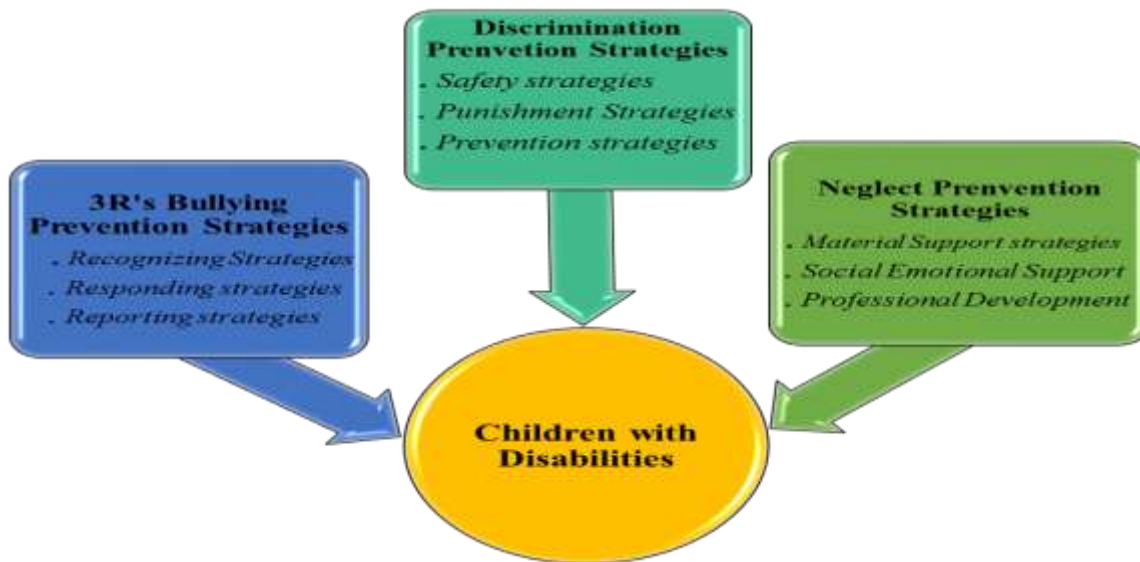 Discrimination
Prenvetion Strategies
. Safety strategies
. Punishment Strategies
. Prevention strategies
3R's Bullying
Prevention Strategies
. Recognizing Strategies
. Responding strategies
. Reporting strategies
Neglect Prenvention
Strategies
. Material Support strategies
. Social Emotional Support
. Professional Development
Children with
Disabilities